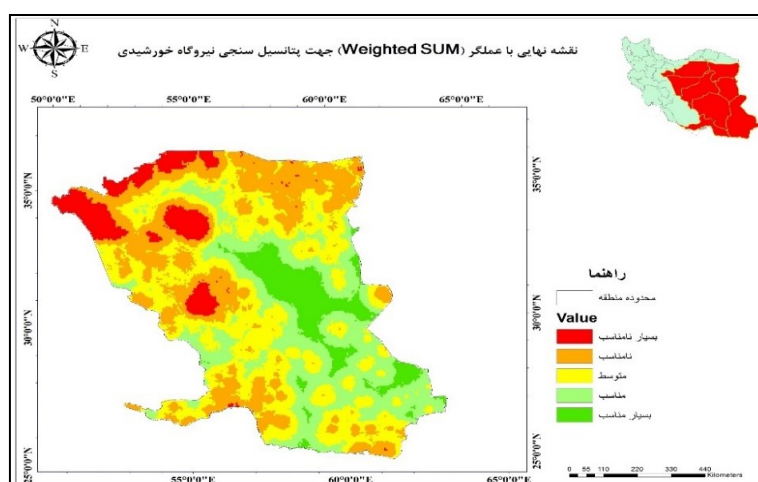 نقشه نهایی با عملگر (Weighted SUM) جهت پتانسیل سنجی نیروگاه خورشیدی
N
W E
S
50°0'0"E 55°0'0"E 60°0'0"E 65°0'0"E
35°0'0"N
35°0'0"N
30°0'0"N
30°0'0"N
25°0'0"N
25°0'0"N
راهنما
محدوده منطقه
Value
بسیار نامناسب
نامناسب
متوسط
مناسب
بسیار مناسب
0 55 110 220 330 440
Kilometers
55°0'0"E 60°0'0"E 65°0'0"E